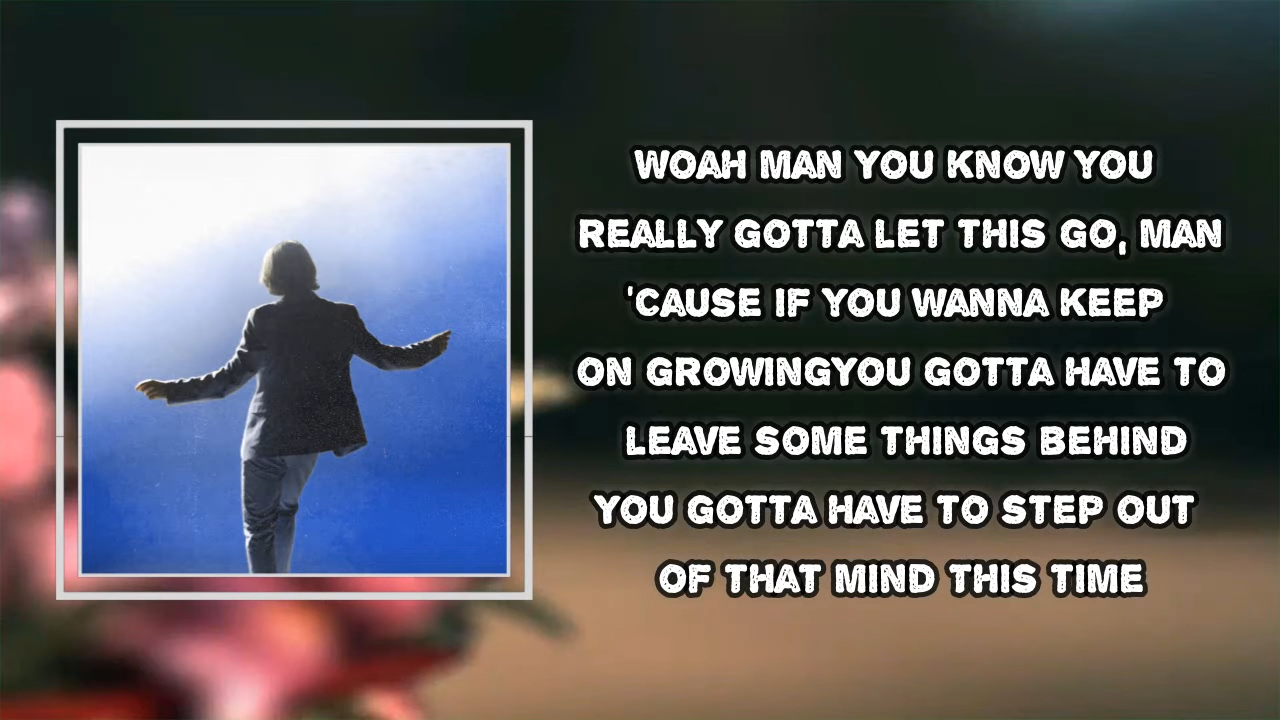 WOAH MAN YOU KNOW YOU
REALLY GOTTA LET THIS GO, MAN
'CAUSE IF YOU WANNA KEEP
ON GROWINGYOU GOTTA HAVE TO
LEAVE SOME THINGS BEHIND
YOU GOTTA HAVE TO STEP OUT
OF THAT MIND THIS TIME